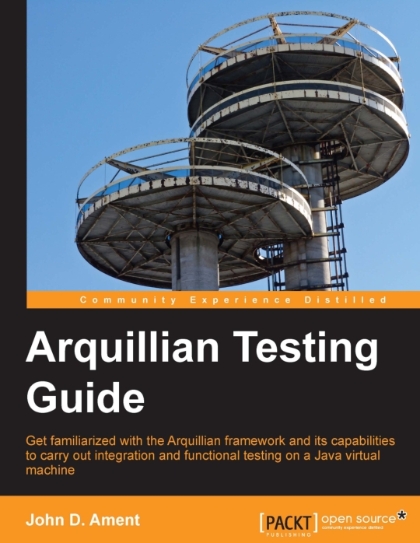 Community Experience Distilled
Arquillian Testing
Guide
Get familiarized with the Arquillian framework and its capabilities
to carry out integration and functional testing on a Java virtual
machine
John D. Ament
[PACKT] open source*
PUBLISHING community experience distilled